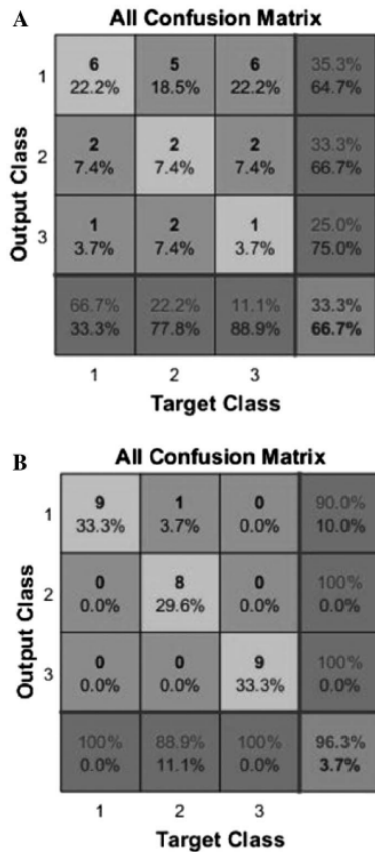 A All Confusion Matrix
6 5 6 35.3%
1
22.2% 18.5% 22.2% 64.7%
2 2 2 33.3%
2
7.4% 7.4% 7.4% 66.7%
1 2 1 25.0%
3
3.7% 7.4% 3.7% 75.0%
66.7% 22.2% 11.1% 33.3%
33.3% 77.8% 88.9% 66.7%
Output Class
1 2 3
Target Class
B All Confusion Matrix
9 1 0 90.0%
1
33.3% 3.7% 0.0% 10.0%
0 8 0 100%
2
0.0% 29.6% 0.0% 0.0%
0 0 9 100%
3
0.0% 0.0% 33.3% 0.0%
100% 88.9% 100% 96.3%
0.0% 11.1% 0.0% 3.7%
Output Class
1 2 3
Target Class